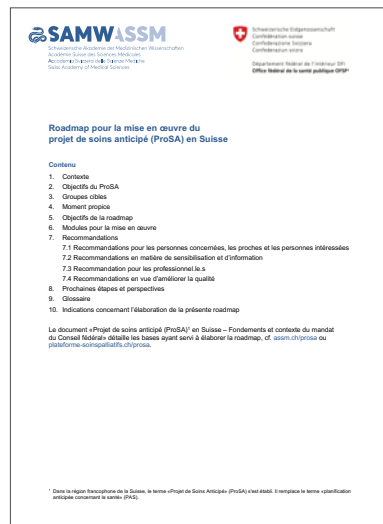 SAMW ASSM
Schweizerische Akademie der Medizinischen Wissenschaften
Académie Suisse des Sciences Médicales
Accademia Svizzera delle Scienze Mediche
Swiss Academy of Medical Sciences
Schweizerische Eidgenossenschaft
Confédération suisse
Confederazione Svizzera
Confederaziun svizra
Département fédéral de l'intérieur DFI
Office fédéral de la santé publique OFSP
Roadmap pour la mise en œuvre du
projet de soins anticipé (ProSA) en Suisse
Contenu
1. Contexte
2. Objectifs du ProSA
3. Groupes cibles
4. Moment propice
5. Objectifs de la roadmap
6. Modules pour la mise en œuvre
7. Recommandations
7.1 Recommandations pour les personnes concernées, les proches et les personnes intéressées
7.2 Recommandations en matière de sensibilisation et d'information
7.3 Recommandation pour les professionnel.le.s
7.4 Recommandations en vue d'améliorer la qualité
8. Prochaines étapes et perspectives
9. Glossaire
10. Indications concernant l'élaboration de la présente roadmap
Le document «Projet de soins anticipé (ProSA)¹ en Suisse – Fondements et contexte du mandat
du Conseil fédéral» détaille les bases ayant servi à élaborer la roadmap, cf. assm.ch/prosa ou
plateforme-soinspalliatifs.ch/prosa.
¹ Dans la région francophone de la Suisse, le terme «Projet de Soins Anticipé» (ProSA) s'est établi. Il remplace le terme «planification
anticipée concernant la santé» (PAS).